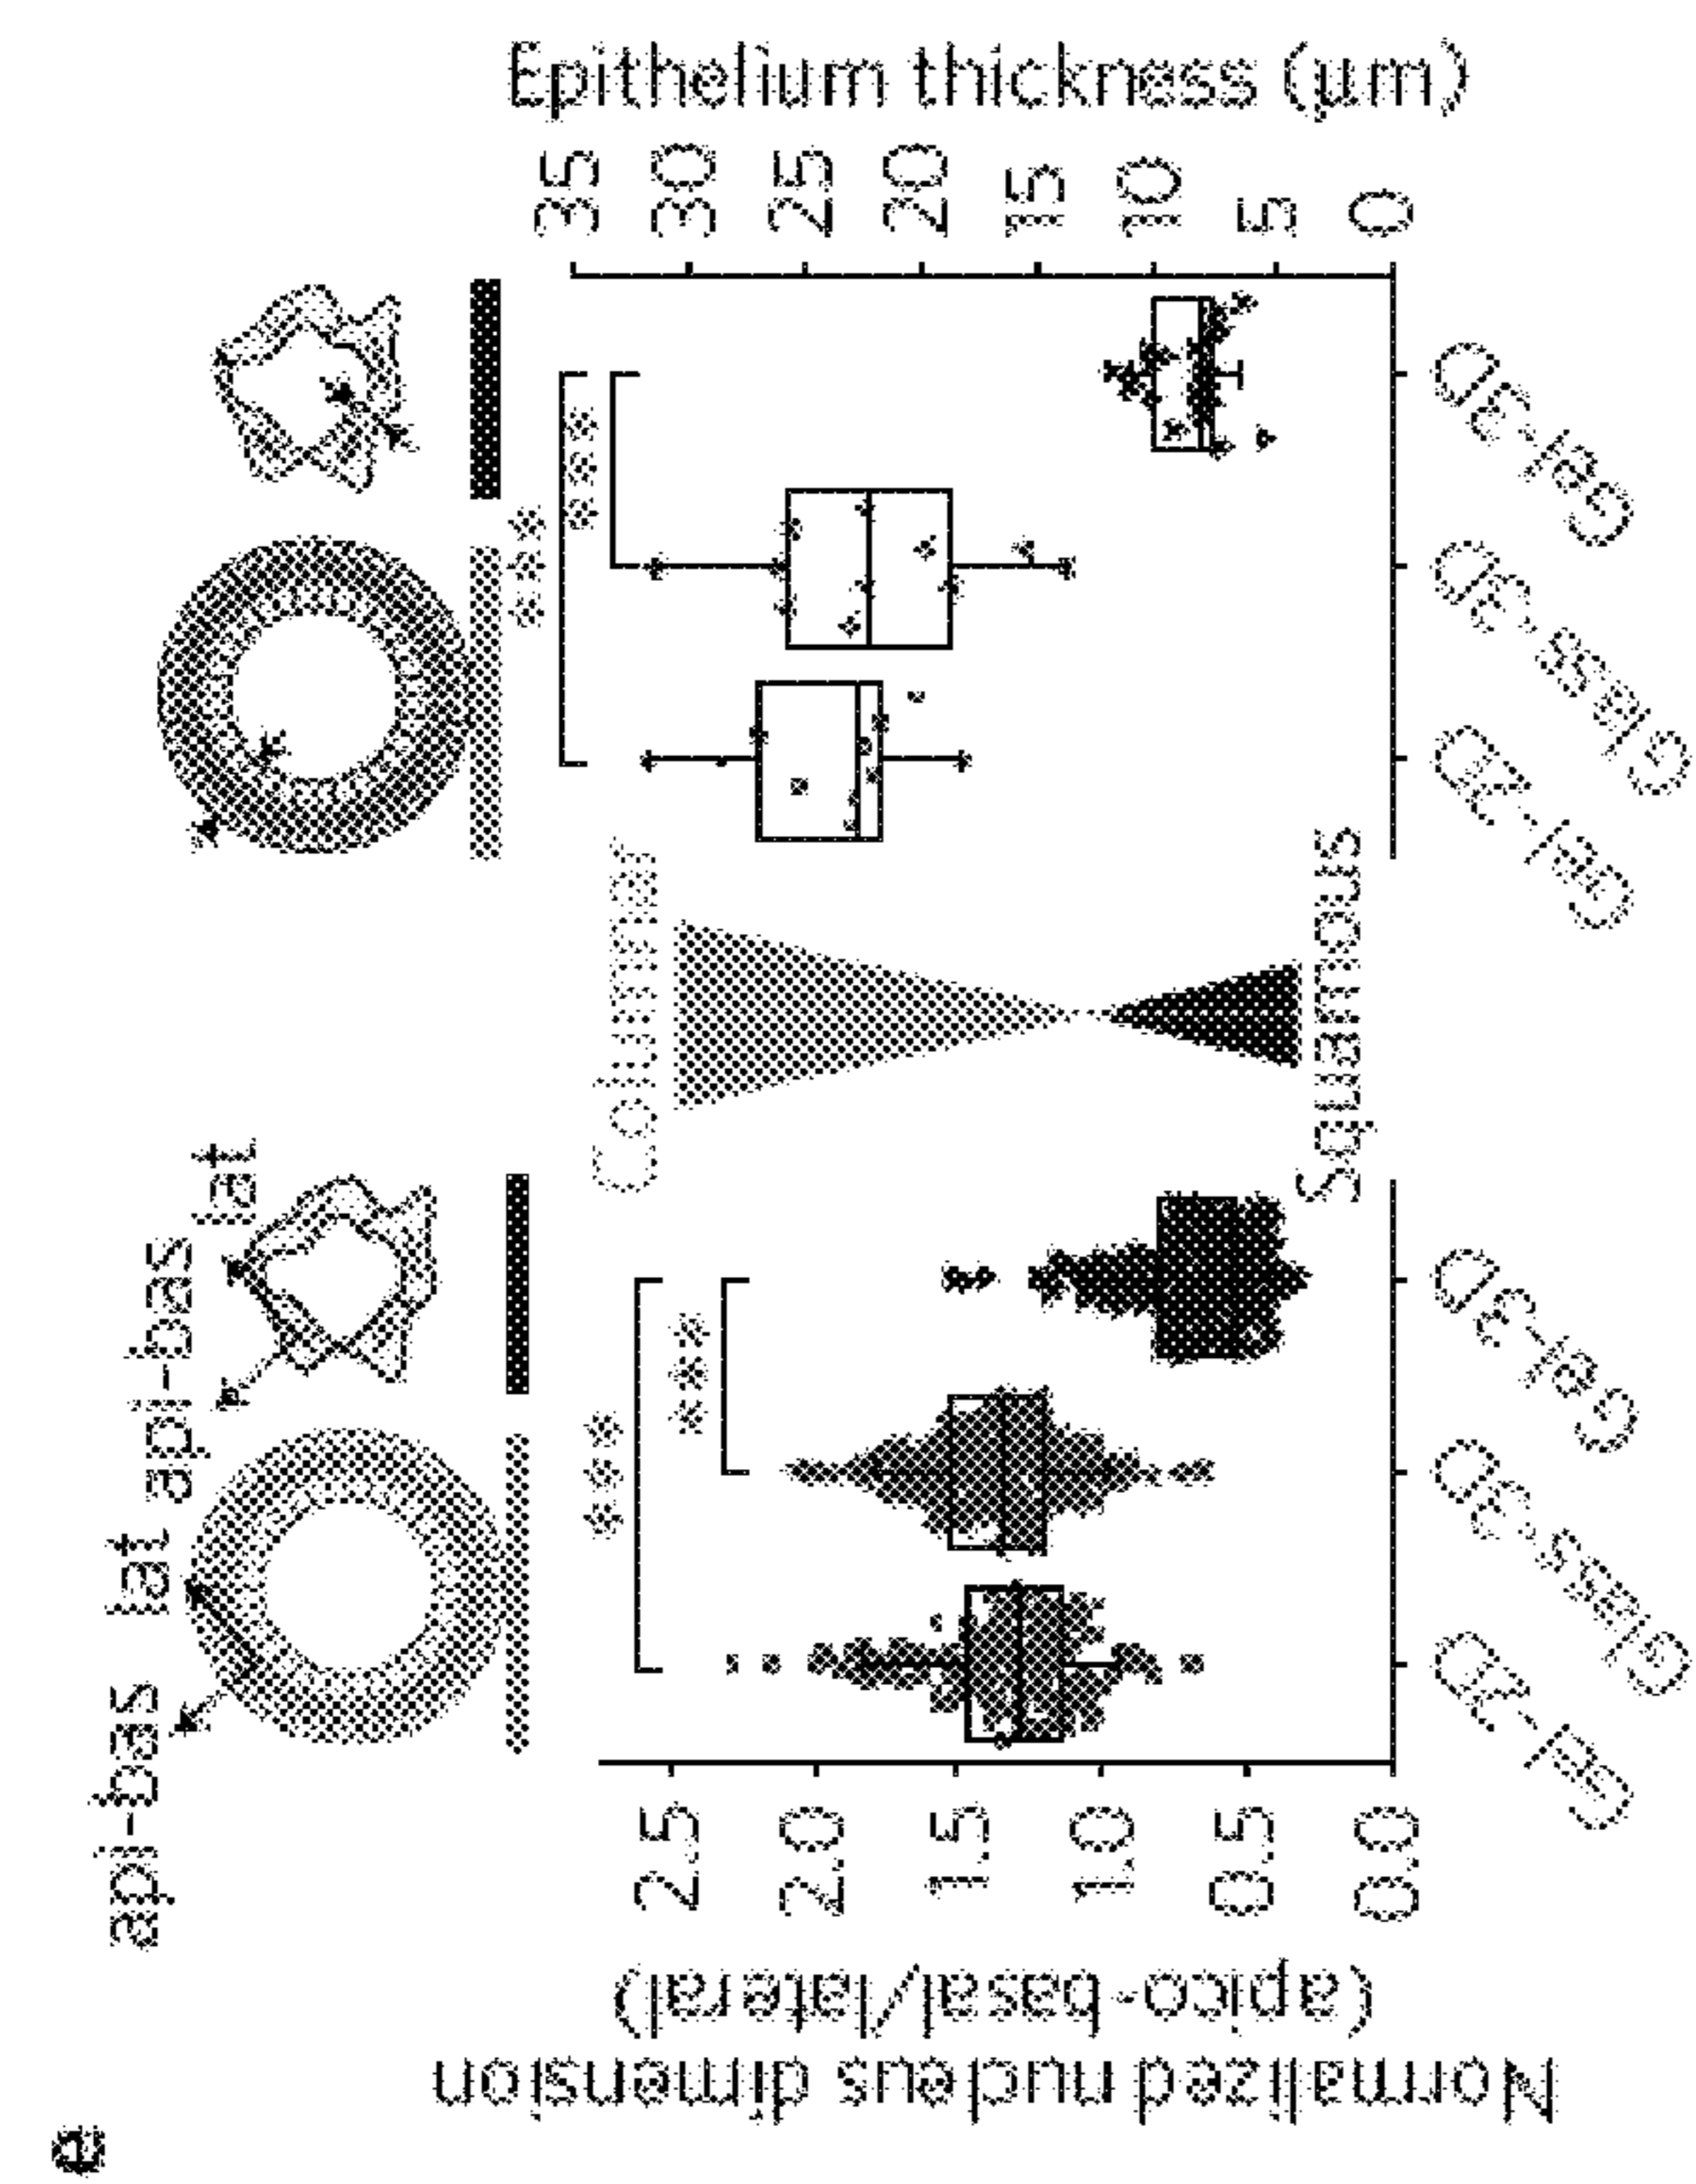 e
api-bas
lat
api-bas
lat
Normalized nucleus dimension
(apico-basal/lateral)
2.5
2.0
1.5
1.0
0.5
0.0
***
***
Gel-2D
Glass-3D
Gel-3D
Columnar
Squamous
***
***
Gel-2D
Glass-3D
Gel-3D
35
30
25
20
15
10
5
0
Epithelium thickness (µm)